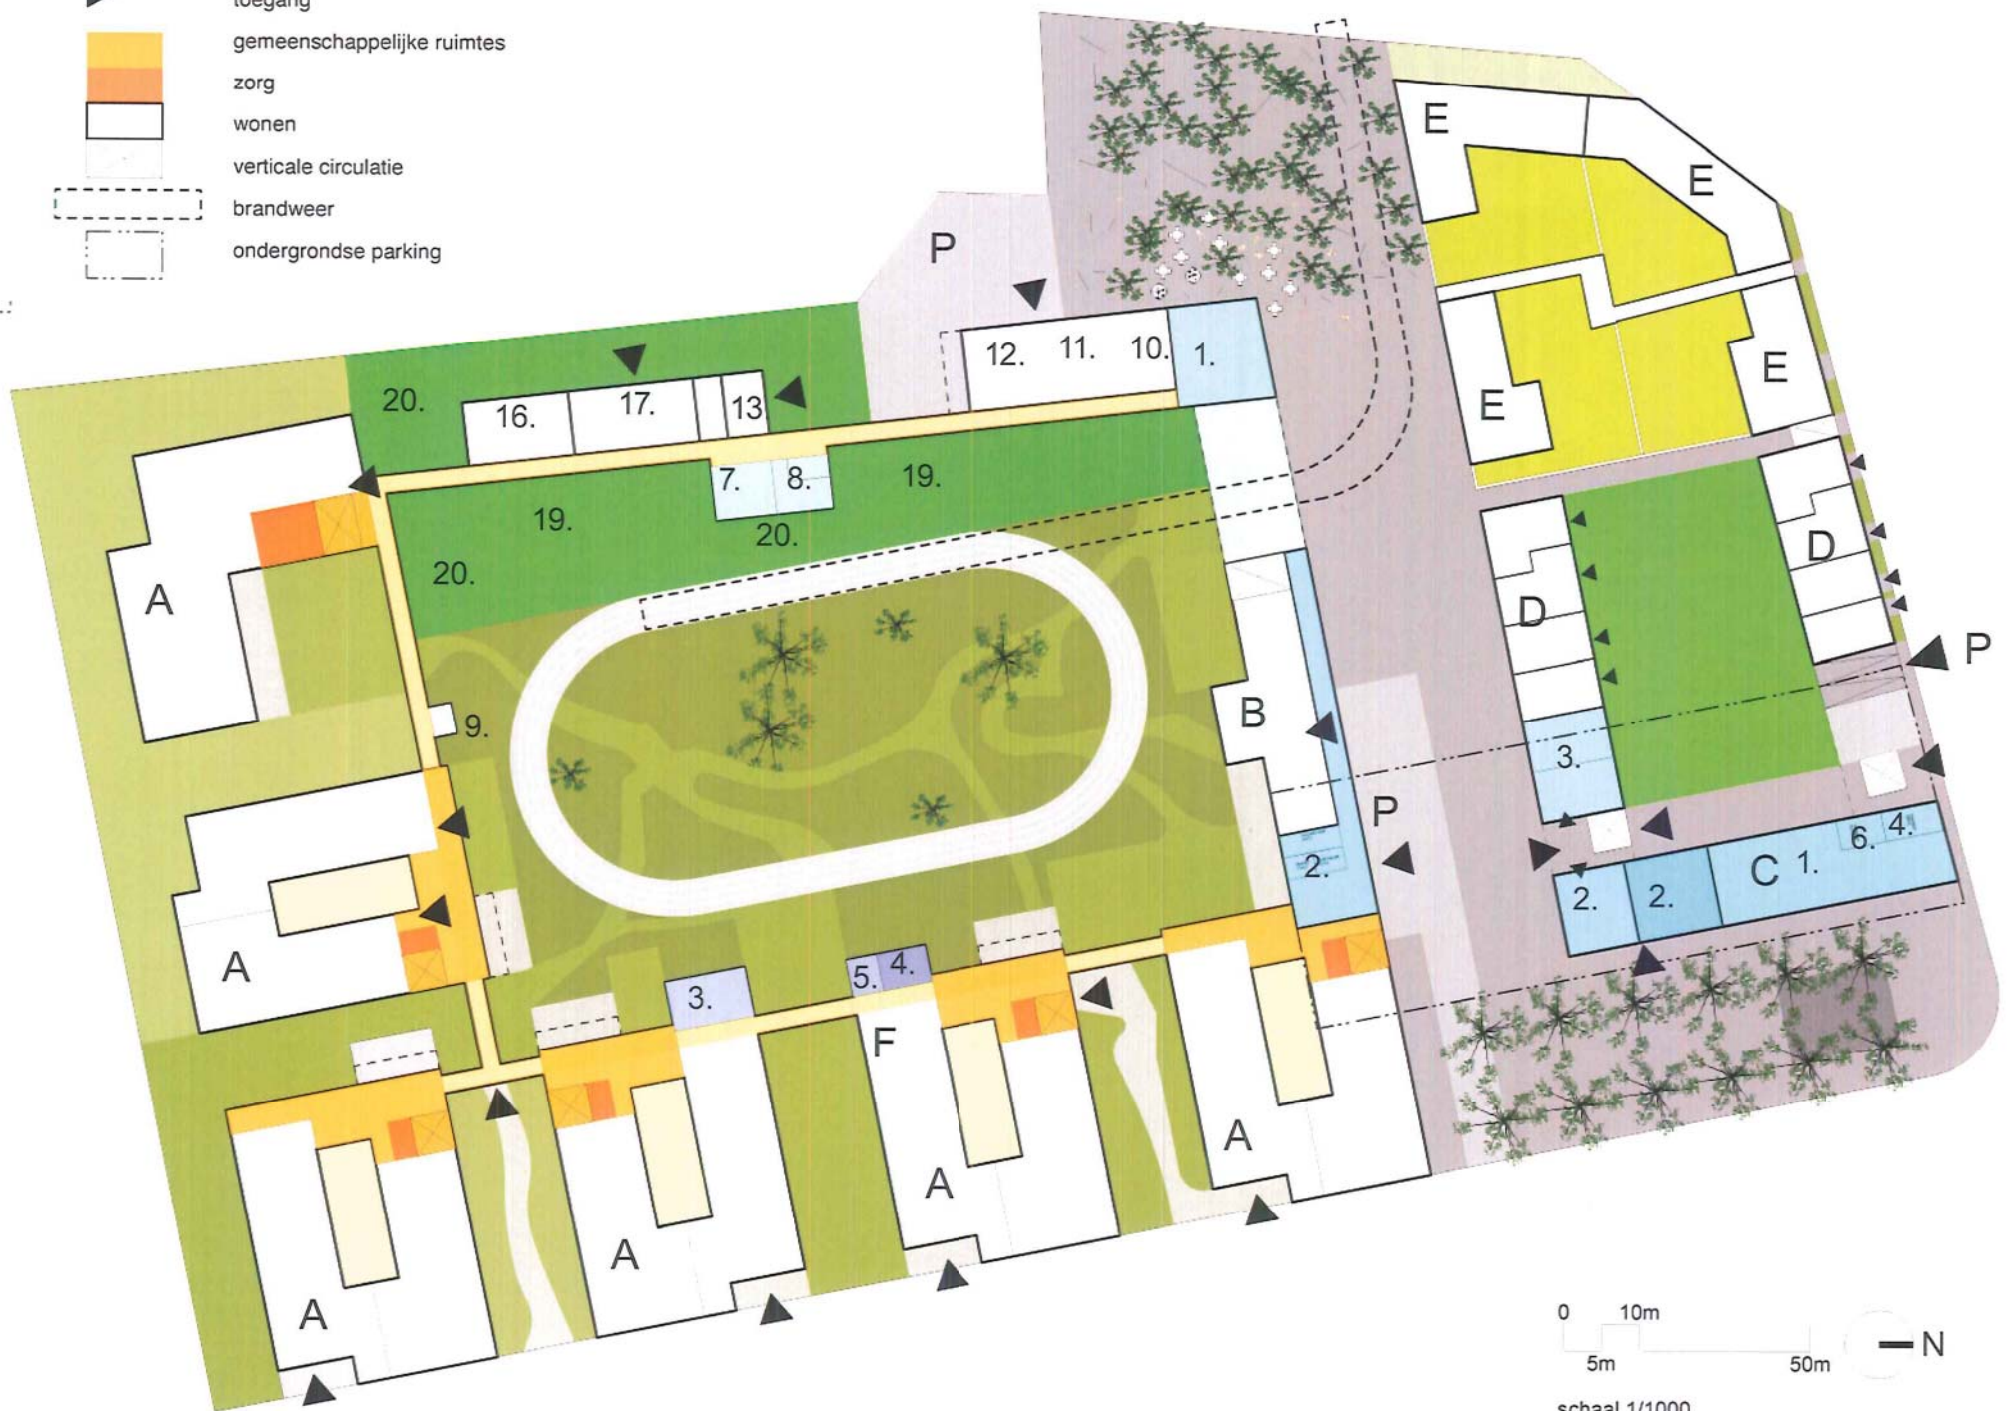 toegang
gemeenschappelijke ruimtes
zorg
wonen
verticale circulatie
brandweer
ondergrondse parking
E
E
P
12. 11. 10. 1.
20. 16. 17. 13
E
E
7. 8. 19.
19.
20.
20.
A
D
D
P
9.
B
3.
P
2.
6. 4.
C 1.
2. 2.
A
5. 4.
3.
F
A
A
A
A
0 10m
5m 50m
N
schaal 1/1000